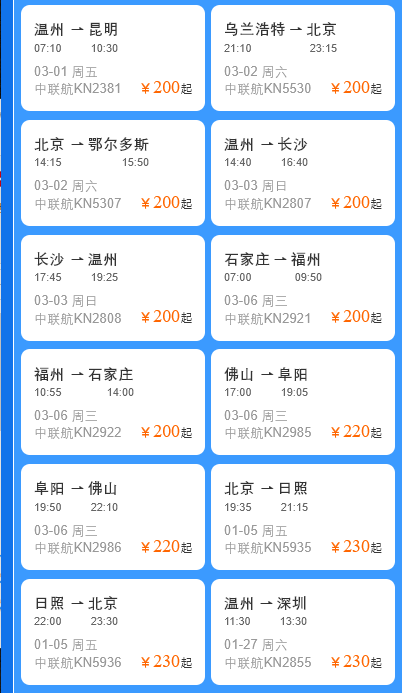 温州 ⇀ 昆明
07:10 10:30
03-01 周五
中联航KN2381 ￥200起
乌兰浩特 ⇀ 北京
21:10 23:15
03-02 周六
中联航KN5530 ￥200起
北京 ⇀ 鄂尔多斯
14:15 15:50
03-02 周六
中联航KN5307 ￥200起
温州 ⇀ 长沙
14:40 16:40
03-03 周日
中联航KN2807 ￥200起
长沙 ⇀ 温州
17:45 19:25
03-03 周日
中联航KN2808 ￥200起
石家庄 ⇀ 福州
07:00 09:50
03-06 周三
中联航KN2921 ￥200起
福州 ⇀ 石家庄
10:55 14:00
03-06 周三
中联航KN2922 ￥200起
佛山 ⇀ 阜阳
17:00 19:05
03-06 周三
中联航KN2985 ￥220起
阜阳 ⇀ 佛山
19:50 22:10
03-06 周三
中联航KN2986 ￥220起
北京 ⇀ 日照
19:35 21:15
01-05 周五
中联航KN5935 ￥230起
日照 ⇀ 北京
22:00 23:30
01-05 周五
中联航KN5936 ￥230起
温州 ⇀ 深圳
11:30 13:30
01-27 周六
中联航KN2855 ￥230起